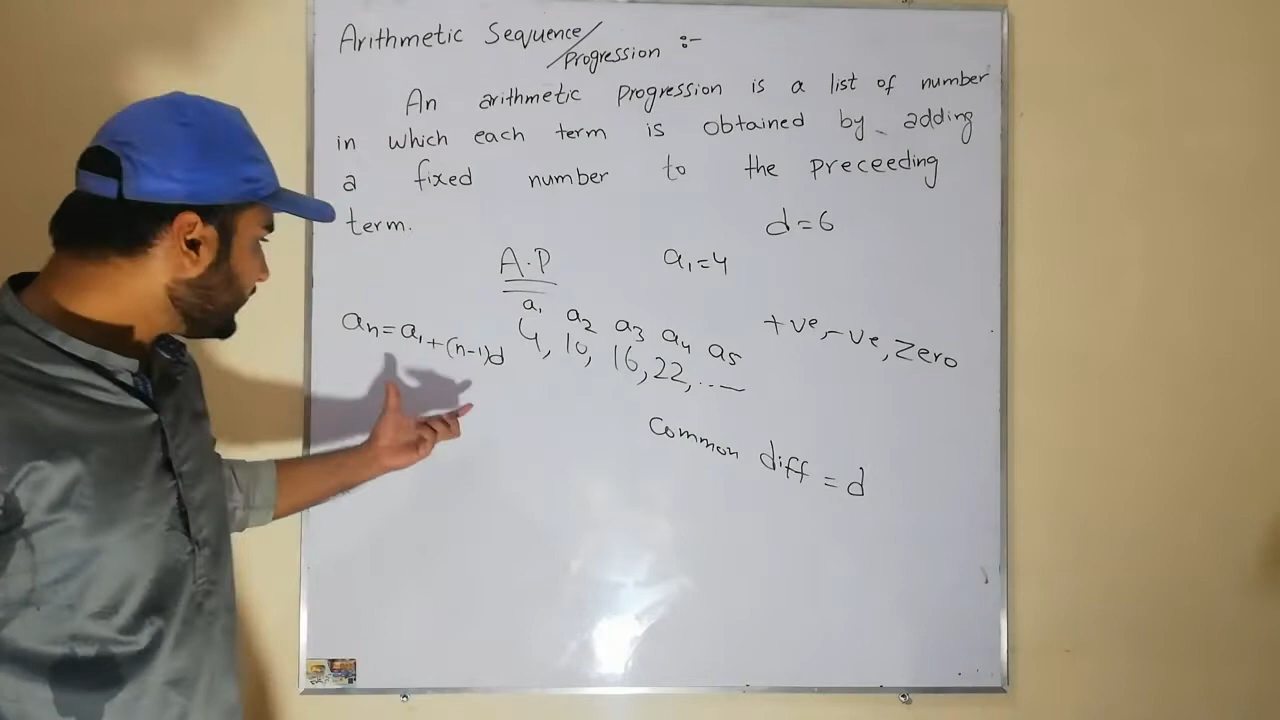 Arithmetic Sequence/
Progression :-
An arithmetic Progression is a list of number
in which each term is obtained by adding
a fixed number to the preceeding
term.
d=6
A.P
a₁=4
a₁ a₂ a₃ a₄ a₅
aₙ=a₁+(n-1)d
4, 10, 16, 22, ....
+ve, -ve, Zero
Common diff = d